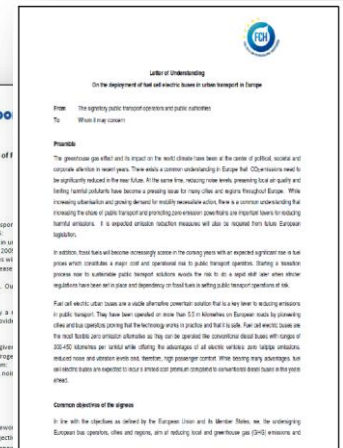 FCH
Letter of Understanding
On the deployment of fuel cell electric buses in urban transport in Europe
From The signatory public transport operators and public authorities
To Whom it may concern
Preamble
The greenhouse gas effect and its impact on the world climate have been at the center of political, societal and
corporate attention in recent years. There exists a common understanding in Europe that CO2 emissions need to
be significantly reduced in the near future. At the same time, reducing noise levels, preserving local air quality and
limiting harmful pollutants have become a pressing issue for many cities and regions throughout Europe. While
increasing urbanisation and growing demand for mobility necessitate action, there is a common understanding that
increasing the share of public transport and promoting zero emission powertrains are important levers for reducing
harmful emissions. It is expected emission reduction measures will also be required from future European
legislation.
In addition, fossil fuels will become increasingly scarce in the coming years with an expected significant rise in fuel
prices which constitutes a major cost and operational risk to public transport operators. Starting a transition
process now to sustainable public transport solutions avoids the risk to do a rapid shift later when stricter
regulations have been set in place and dependency on fossil fuels is setting public transport operations at risk.
Fuel cell electric urban buses are a viable alternative powertrain solution that is a key lever to reducing emissions
in public transport. They have been operated on more than kilometres on European roads by pioneering
cities and bus operators proving that the technology works in practice and that it is safe. Fuel cell electric buses are
the most flexible zero emission alternative as they can be operated like conventional diesel buses with ranges of
kilometres per tankful while offering the advantages of all electric vehicles: zero tailpipe emissions,
reduced noise and vibration levels and, therefore, high passenger comfort. While bearing many advantages, fuel
cell electric buses are expected to incur a limited cost premium compared to conventional diesel buses in the years
ahead.
Common objectives of the signees
In line with the objectives as defined by the European Union and its Member States, we, the undersigning
European bus operators, cities and regions, aim at reducing local and greenhouse gas (GHG) emissions and